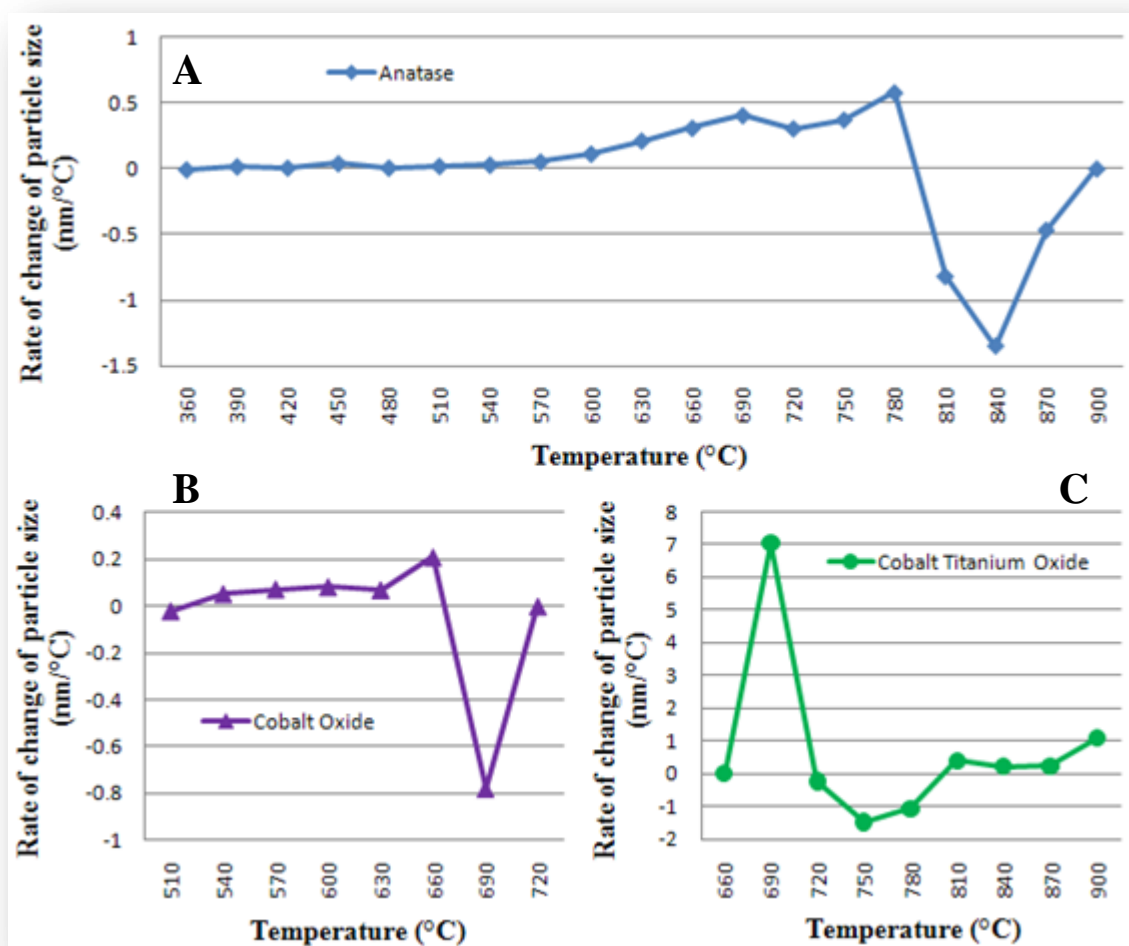 A
Anatase
Rate of change of particle size
(nm/°C)
1
0.5
0
-0.5
-1
-1.5
360 390 420 450 480 510 540 570 600 630 660 690 720 750 780 810 840 870 900
Temperature (°C)
B
Cobalt Oxide
Rate of change of particle size
(nm/°C)
0.4
0.2
0
-0.2
-0.4
-0.6
-0.8
-1
510 540 570 600 630 660 690 720
Temperature (°C)
C
Cobalt Titanium Oxide
Rate of change of particle size
(nm/°C)
8
7
6
5
4
3
2
1
0
-1
-2
660 690 720 750 780 810 840 870 900
Temperature (°C)